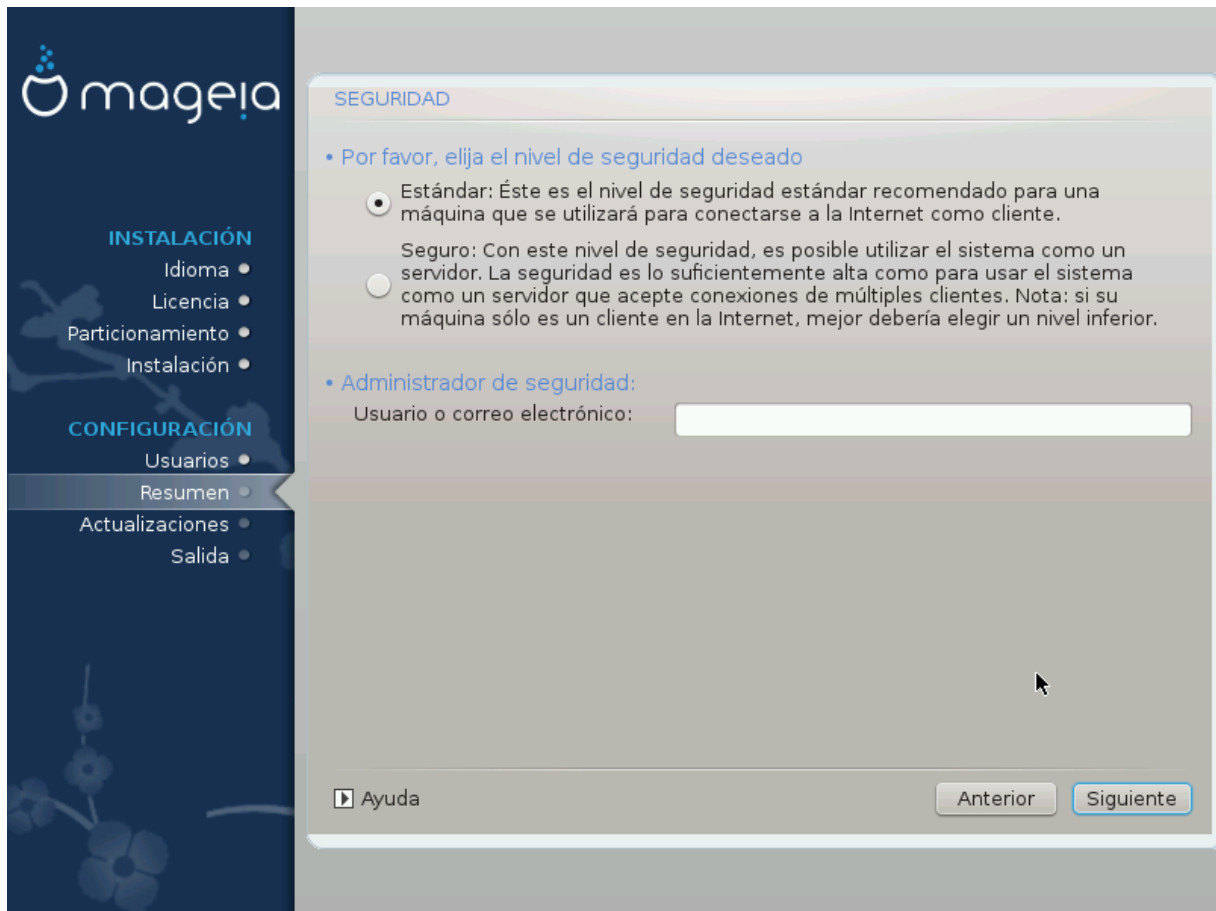 mageia
INSTALACIÓN
Idioma
Licencia
Particionamiento
Instalación
CONFIGURACIÓN
Usuarios
Resumen
Actualizaciones
Salida
SEGURIDAD
• Por favor, elija el nivel de seguridad deseado
Estándar: Éste es el nivel de seguridad estándar recomendado para una
máquina que se utilizará para conectarse a la Internet como cliente.
Seguro: Con este nivel de seguridad, es posible utilizar el sistema como un
servidor. La seguridad es lo suficientemente alta como para usar el sistema
como un servidor que acepte conexiones de múltiples clientes. Nota: si su
máquina sólo es un cliente en la Internet, mejor debería elegir un nivel inferior.
• Administrador de seguridad:
Usuario o correo electrónico:
Ayuda
Anterior
Siguiente